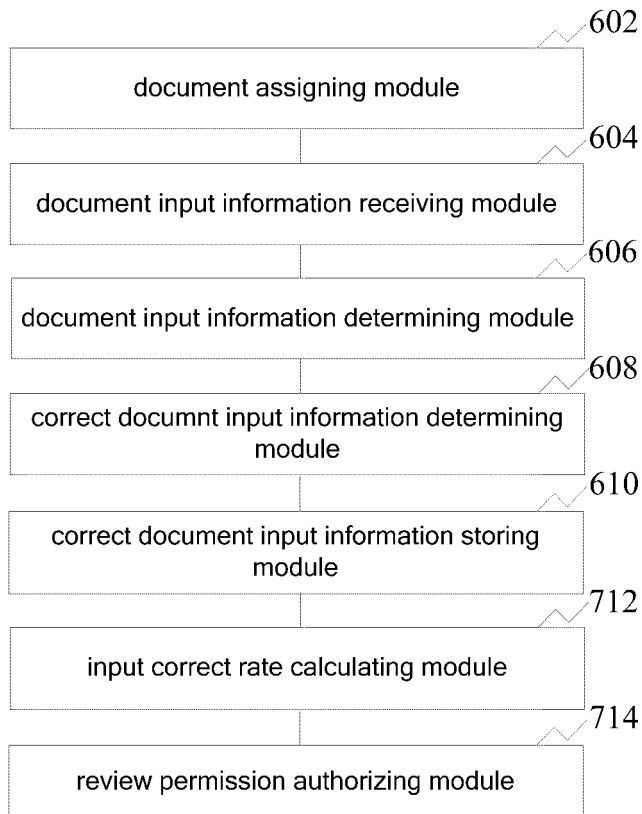 602
document assigning module
604
document input information receiving module
606
document input information determining module
608
correct documnt input information determining
module
610
correct document input information storing
module
712
input correct rate calculating module
714
review permission authorizing module